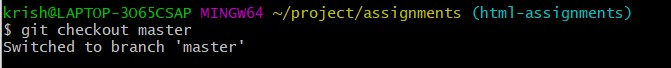 krish@LAPTOP-3O65CSAP MINGW64 ~/project/assignments (html-assignments)
$ git checkout master
Switched to branch 'master'